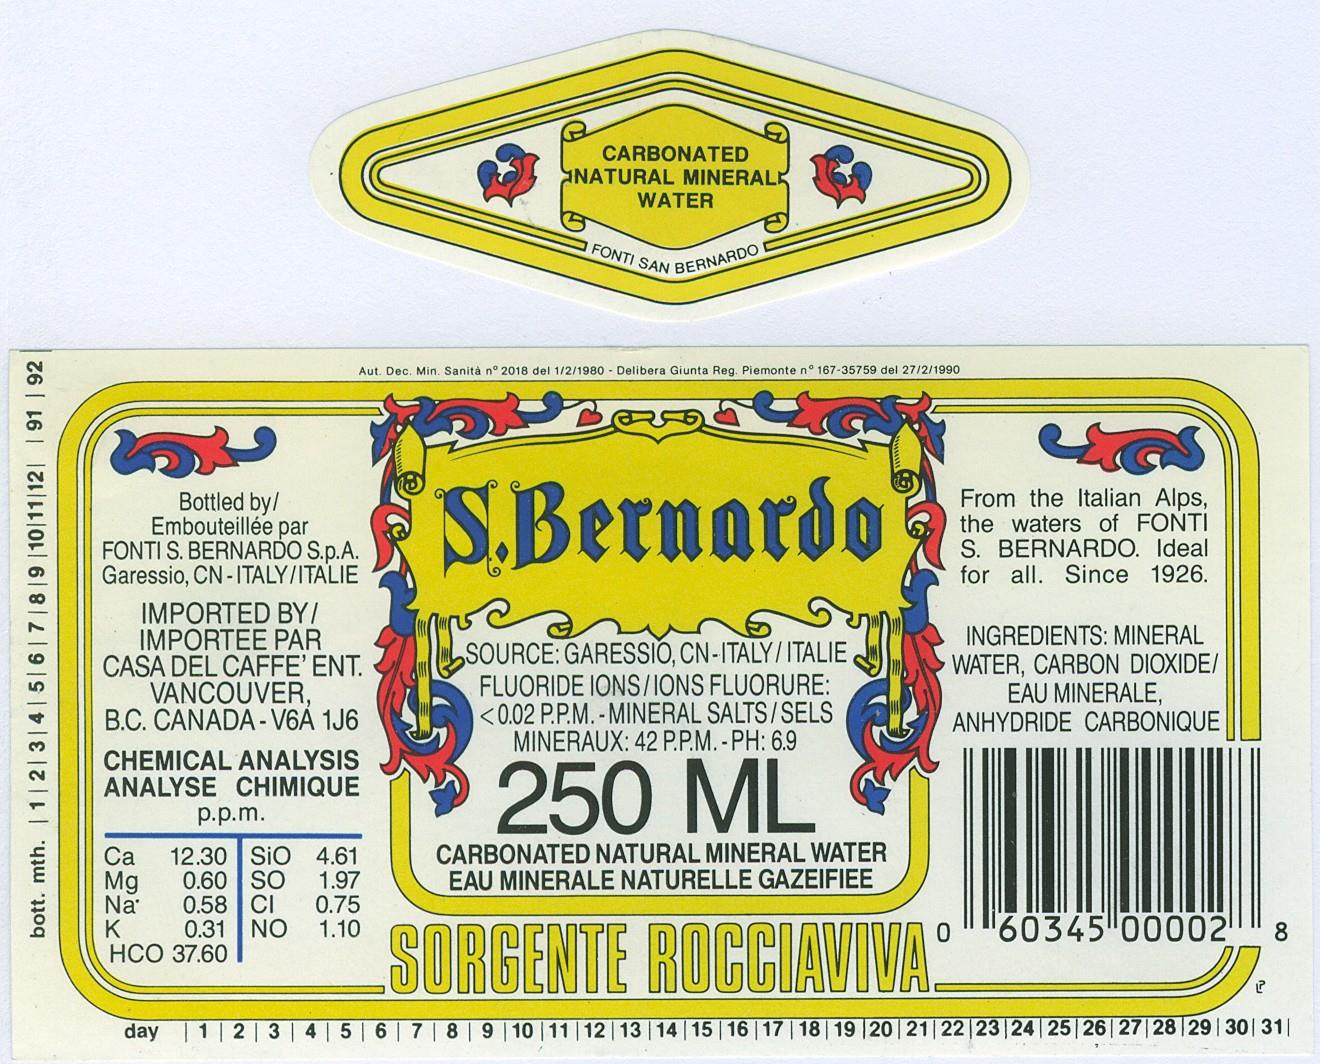 CARBONATED
NATURAL MINERAL
WATER
FONTI SAN BERNARDO
Aut. Dec. Min. Sanità n° 2018 del 1/2/1980 - Delibera Giunta Reg. Piemonte n° 167-35759 del 27/2/1990
bott. mth. | 1 | 2 | 3 | 4 | 5 | 6 | 7 | 8 | 9 | 10 | 11 | 12 | | 91 | 92
Bottled by/
Embouteillée par
FONTI S. BERNARDO S.p.A.
Garessio, CN - ITALY/ITALIE
IMPORTED BY/
IMPORTEE PAR
CASA DEL CAFFE' ENT.
VANCOUVER,
B.C. CANADA - V6A 1J6
CHEMICAL ANALYSIS
ANALYSE CHIMIQUE
p.p.m.
Ca 12.30 SiO 4.61
Mg 0.60 SO 1.97
Na 0.58 Cl 0.75
K 0.31 NO 1.10
HCO 37.60
S. Bernardo
SOURCE: GARESSIO, CN - ITALY / ITALIE
FLUORIDE IONS / IONS FLUORURE:
< 0.02 P.P.M. - MINERAL SALTS / SELS
MINERAUX: 42 P.P.M. - PH: 6.9
250 ML
CARBONATED NATURAL MINERAL WATER
EAU MINERALE NATURELLE GAZEIFIEE
SORGENTE ROCCIAVIVA
From the Italian Alps,
the waters of FONTI
S. BERNARDO. Ideal
for all. Since 1926.
INGREDIENTS: MINERAL
WATER, CARBON DIOXIDE/
EAU MINERALE,
ANHYDRIDE CARBONIQUE
0 60345 00002 8
day | 1 | 2 | 3 | 4 | 5 | 6 | 7 | 8 | 9 | 10 | 11 | 12 | 13 | 14 | 15 | 16 | 17 | 18 | 19 | 20 | 21 | 22 | 23 | 24 | 25 | 26 | 27 | 28 | 29 | 30 | 31 |